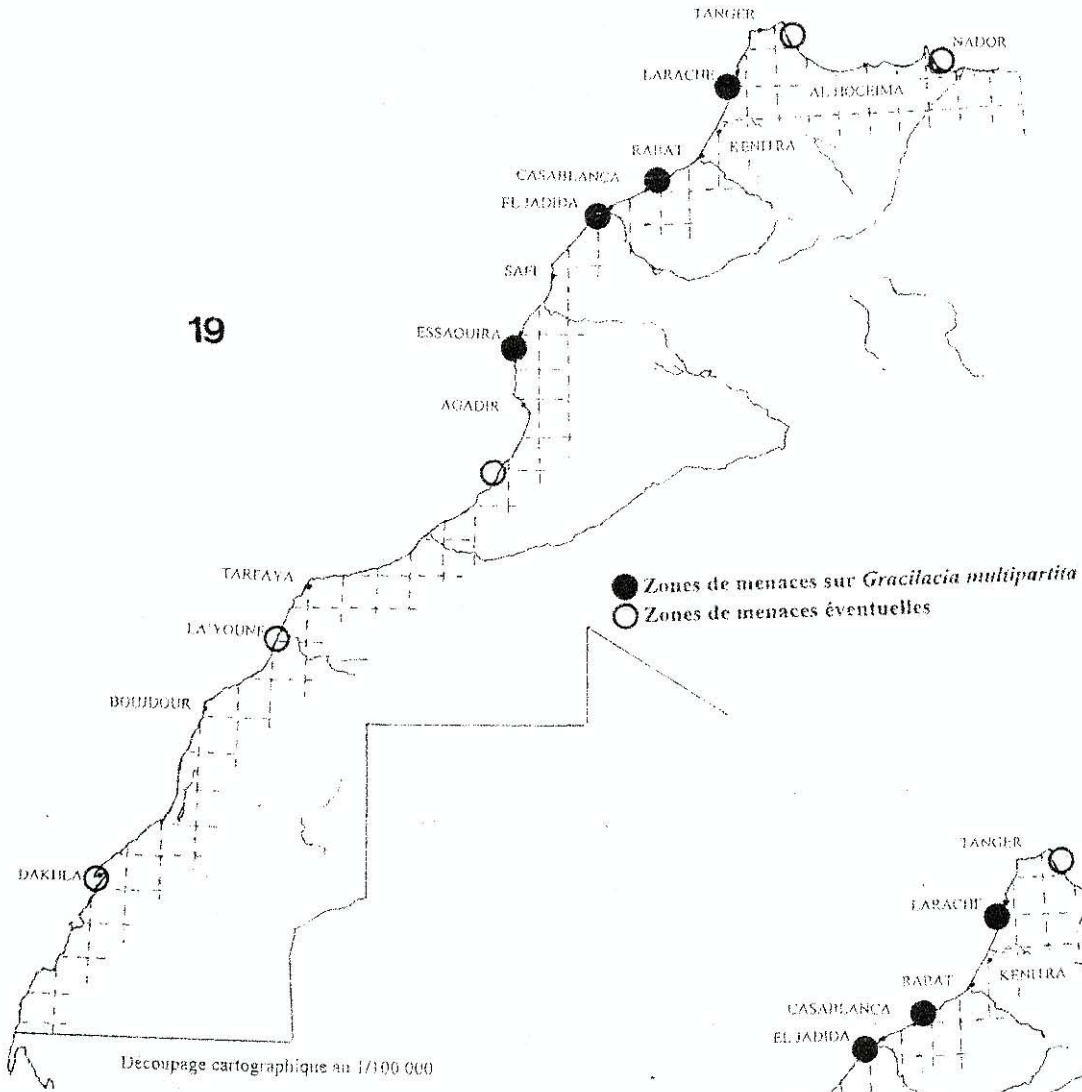 TANGER
NADOR
LARACHE
AL HOCEIMA
RABAT
KENITRA
CASABLANCA
EL JADIDA
SAFI
19
ESSAOUIRA
AGADIR
TARFAYA
Zones de menaces sur Gracilacia multipartita
Zones de menaces éventuelles
LA'YOUNE
BOUJDOUR
DAKHLA
TANGER
LARACHE
RABAT
KENITRA
CASABLANCA
EL JADIDA
Découpage cartographique au 1/100 000